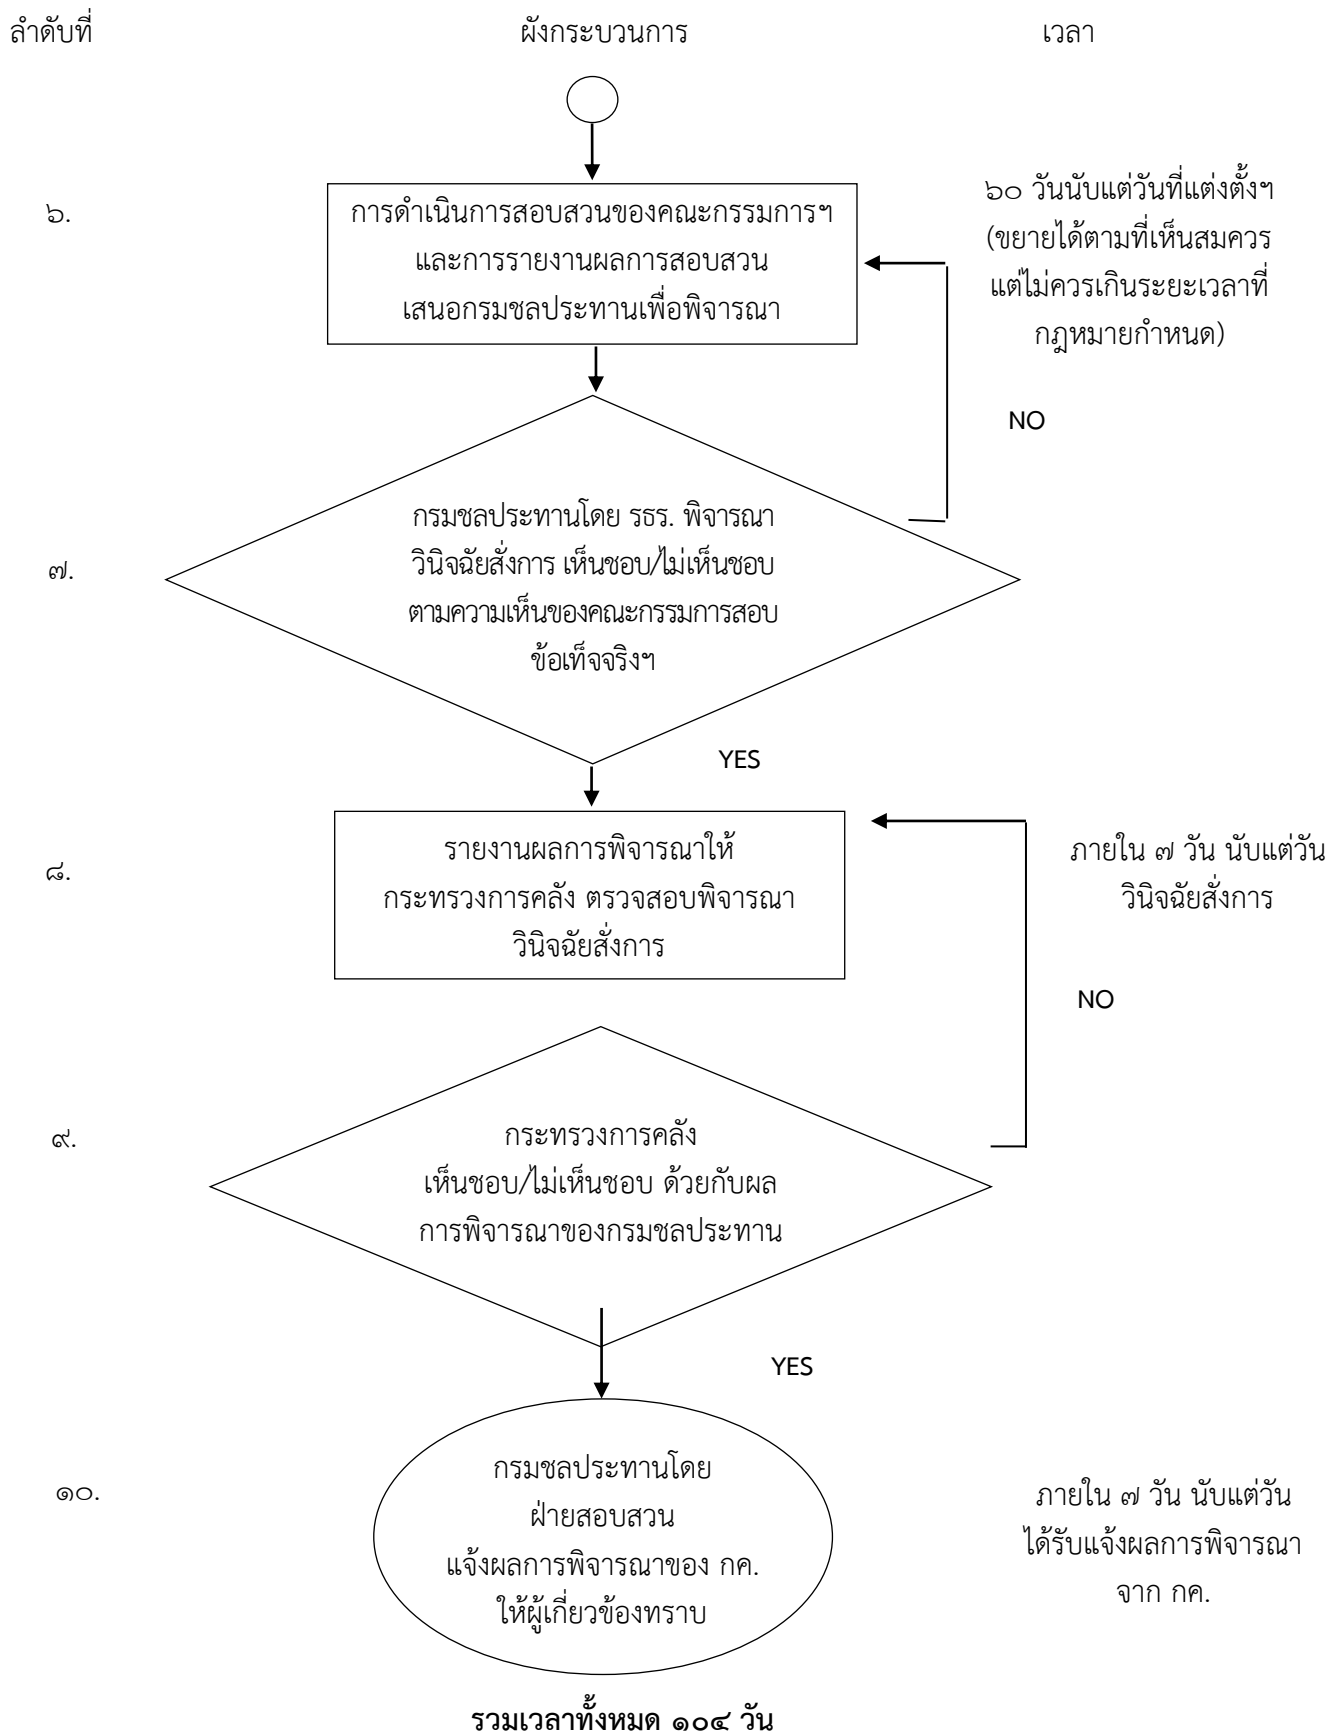 ลำดับที่ ผังกระบวนการ เวลา
๖.
การดำเนินการสอบสวนของคณะกรรมการฯ
และการรายงานผลการสอบสวน
เสนอกรมชลประทานเพื่อพิจารณา
๖๐ วันนับแต่วันที่แต่งตั้งฯ
(ขยายได้ตามที่เห็นสมควร
แต่ไม่ควรเกินระยะเวลาที่
กฎหมายกำหนด)
NO
๗.
กรมชลประทานโดย รธร. พิจารณา
วินิจฉัยสั่งการ เห็นชอบ/ไม่เห็นชอบ
ตามความเห็นของคณะกรรมการสอบ
ข้อเท็จจริงฯ
YES
๘.
รายงานผลการพิจารณาให้
กระทรวงการคลัง ตรวจสอบพิจารณา
วินิจฉัยสั่งการ
ภายใน ๗ วัน นับแต่วัน
วินิจฉัยสั่งการ
NO
๙.
กระทรวงการคลัง
เห็นชอบ/ไม่เห็นชอบ ด้วยกับผล
การพิจารณาของกรมชลประทาน
YES
๑๐.
กรมชลประทานโดย
ฝ่ายสอบสวน
แจ้งผลการพิจารณาของ กค.
ให้ผู้เกี่ยวข้องทราบ
ภายใน ๗ วัน นับแต่วัน
ได้รับแจ้งผลการพิจารณา
จาก กค.
รวมเวลาทั้งหมด ๑๐๔ วัน